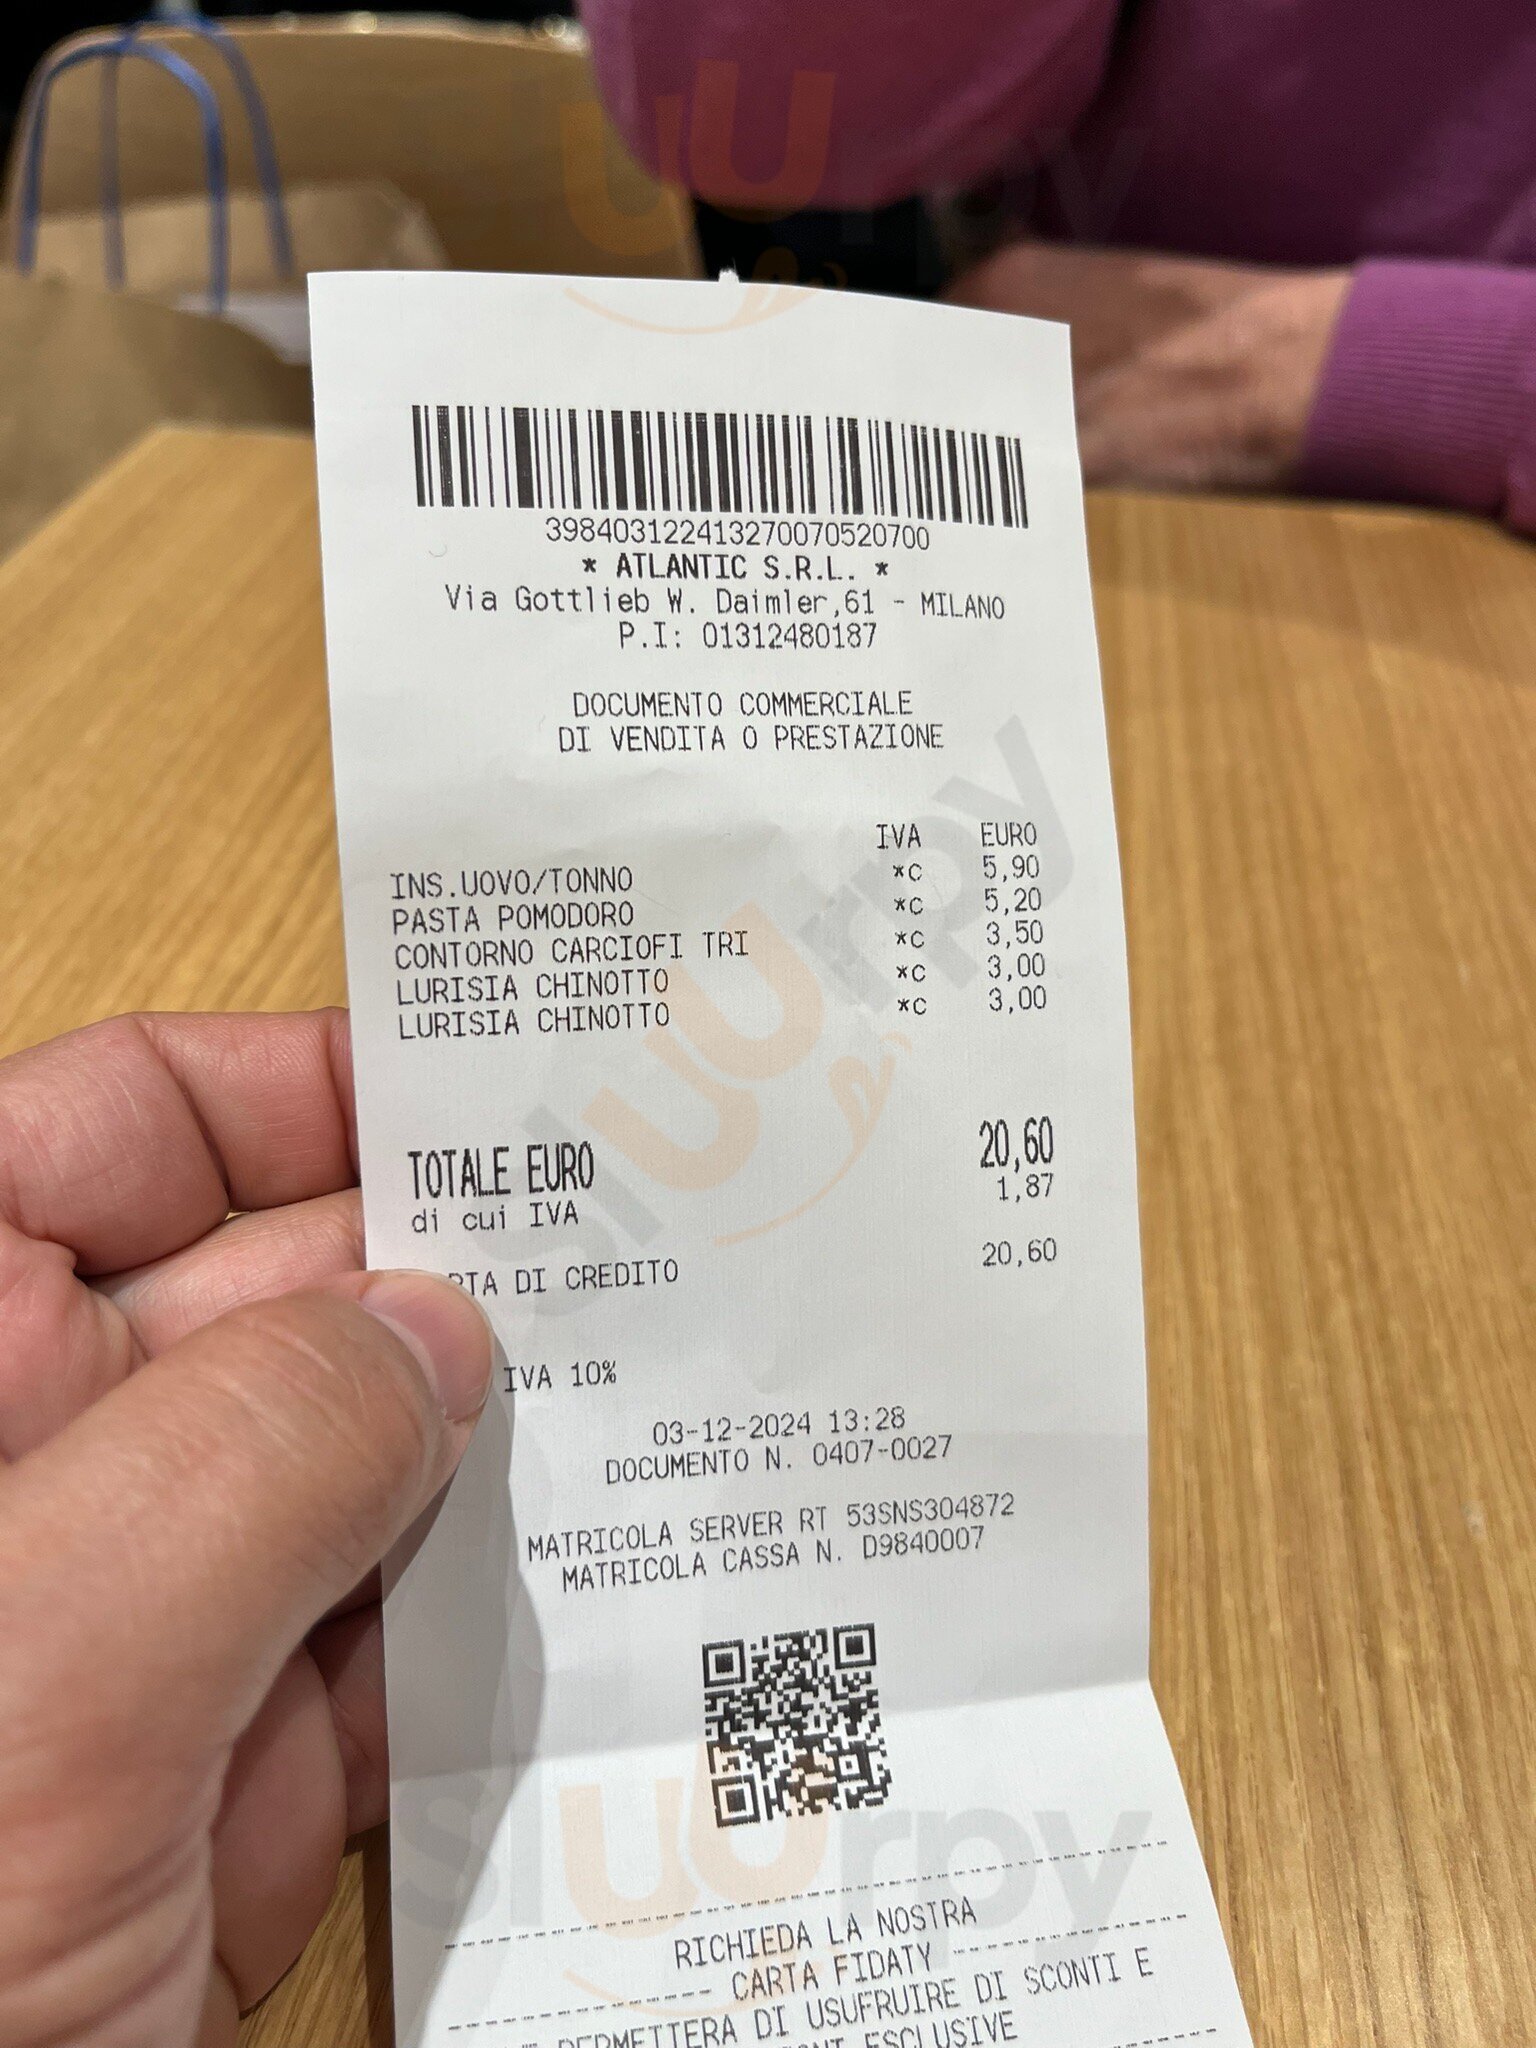 39840312241327007052 0700
* ATLANTIC S.R.L. *
Via Gottlieb W. Daimler,61 - MILANO
P.I: 01312480187
DOCUMENTO COMMERCIALE
DI VENDITA O PRESTAZIONE
IVA EURO
INS.UOVO/TONNO *C 5,90
PASTA POMODORO *C 5,20
CONTORNO CARCIOFI TRI *C 3,50
LURISIA CHINOTTO *C 3,00
LURISIA CHINOTTO *C 3,00
TOTALE EURO 20,60
di cui IVA 1,87
DI CREDITO 20,60
IVA 10%
03-12-2024 13:28
DOCUMENTO N. 0407-0027
MATRICOLA SERVER RT 53SNS304872
MATRICOLA CASSA N. D9840007
RICHIEDA LA NOSTRA
CARTA FIDATY
PERMETTERA DI USUFRUIRE DI SCONTI E
ESCLUSIVE
sluurpy
sluurpy